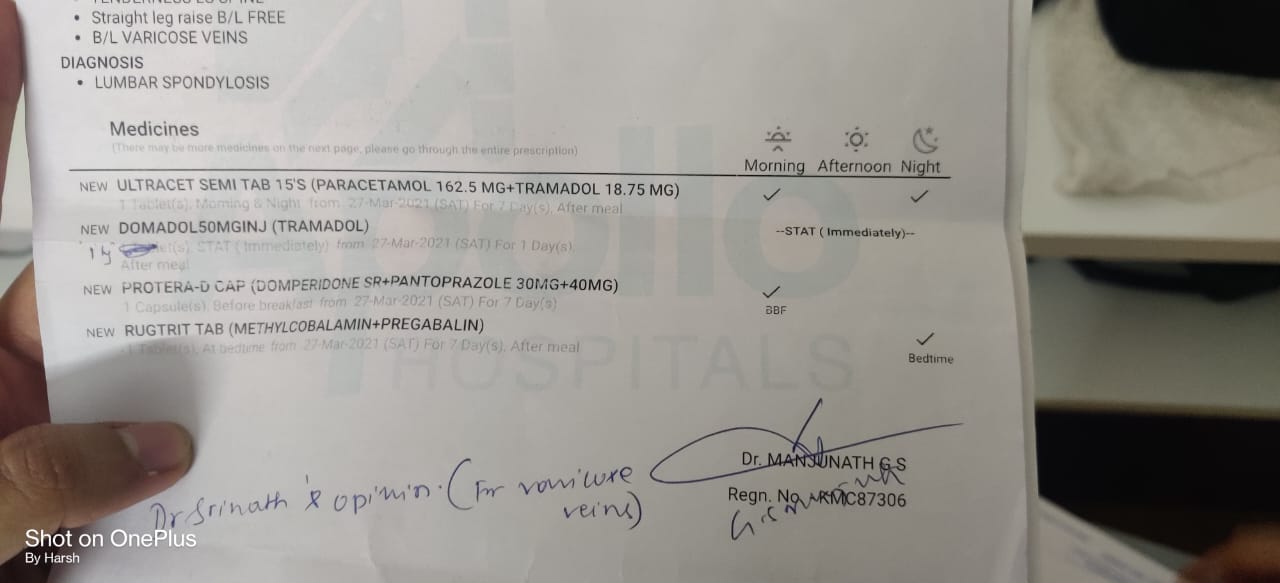 • Straight leg raise B/L FREE
• B/L VARICOSE VEINS
DIAGNOSIS
• LUMBAR SPONDYLOSIS
Medicines
(There may be more medicines on the next page, please go through the entire prescription)
Morning Afternoon Night
NEW ULTRACET SEMI TAB 15'S (PARACETAMOL 162.5 MG+TRAMADOL 18.75 MG)
1 Tablet(s), Morning & Night from 27-Mar-2021 (SAT) For 7 Day(s), After meal
NEW DOMADOL50MGINJ (TRAMADOL)
--STAT ( Immediately)--
STAT ( Immediately) from 27-Mar-2021 (SAT) For 1 Day(s),
After meal
NEW PROTERA-D CAP (DOMPERIDONE SR+PANTOPRAZOLE 30MG+40MG)
1 Capsule(s), Before breakfast from 27-Mar-2021 (SAT) For 7 Day(s)
BBF
NEW RUGTRIT TAB (METHYLCOBALAMIN+PREGABALIN)
1 Tablet(s), At bedtime from 27-Mar-2021 (SAT) For 7 Day(s), After meal
Bedtime
Apollo
HOSPITALS
Dr. MANJUNATH G S
Regn. No. KMC87306
Dr Srinath's opinion. (For varicore
veins)
Shot on OnePlus
By Harsh